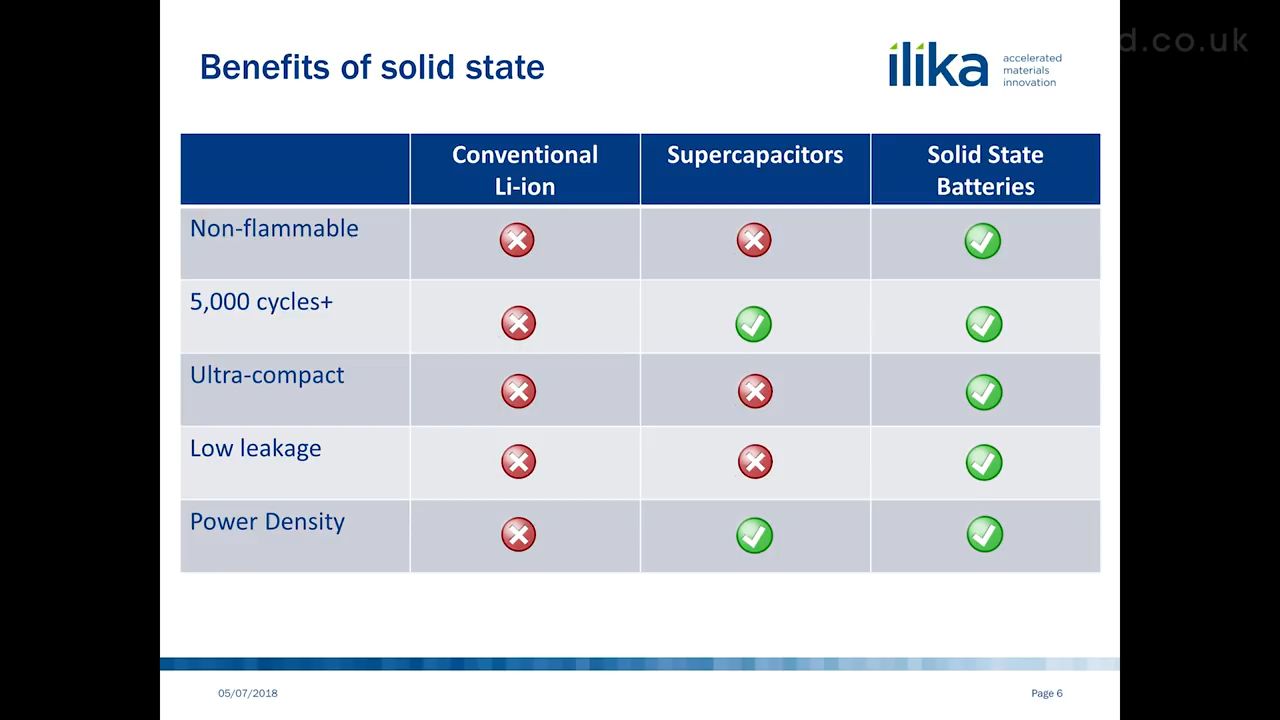 d.co.uk
Benefits of solid state
ilika
accelerated
materials
innovation
Conventional
Li-ion
Supercapacitors
Solid State
Batteries
Non-flammable
5,000 cycles+
Ultra-compact
Low leakage
Power Density
05/07/2018
Page 6